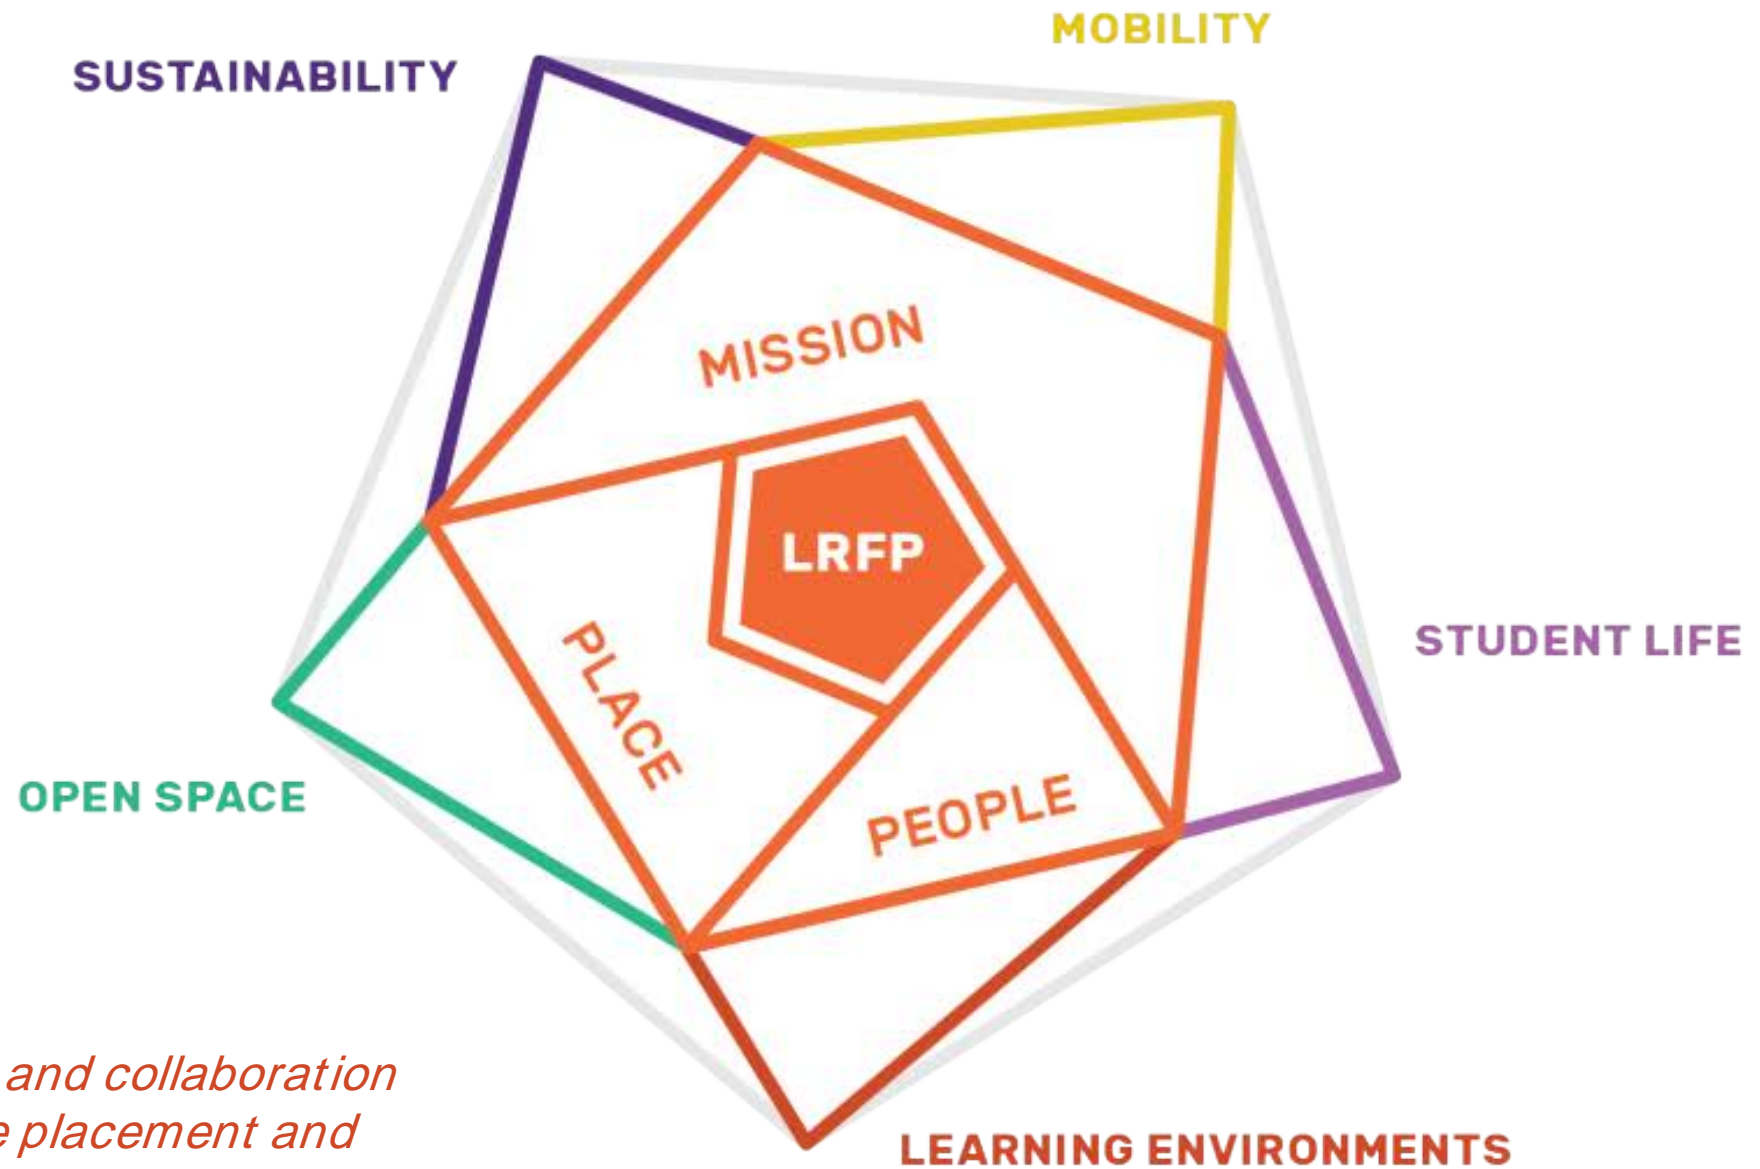 MOBILITY
SUSTAINABILITY
MISSION
LRFP
PLACE
STUDENT LIFE
OPEN SPACE
PEOPLE
and collaboration
placement and
LEARNING ENVIRONMENTS